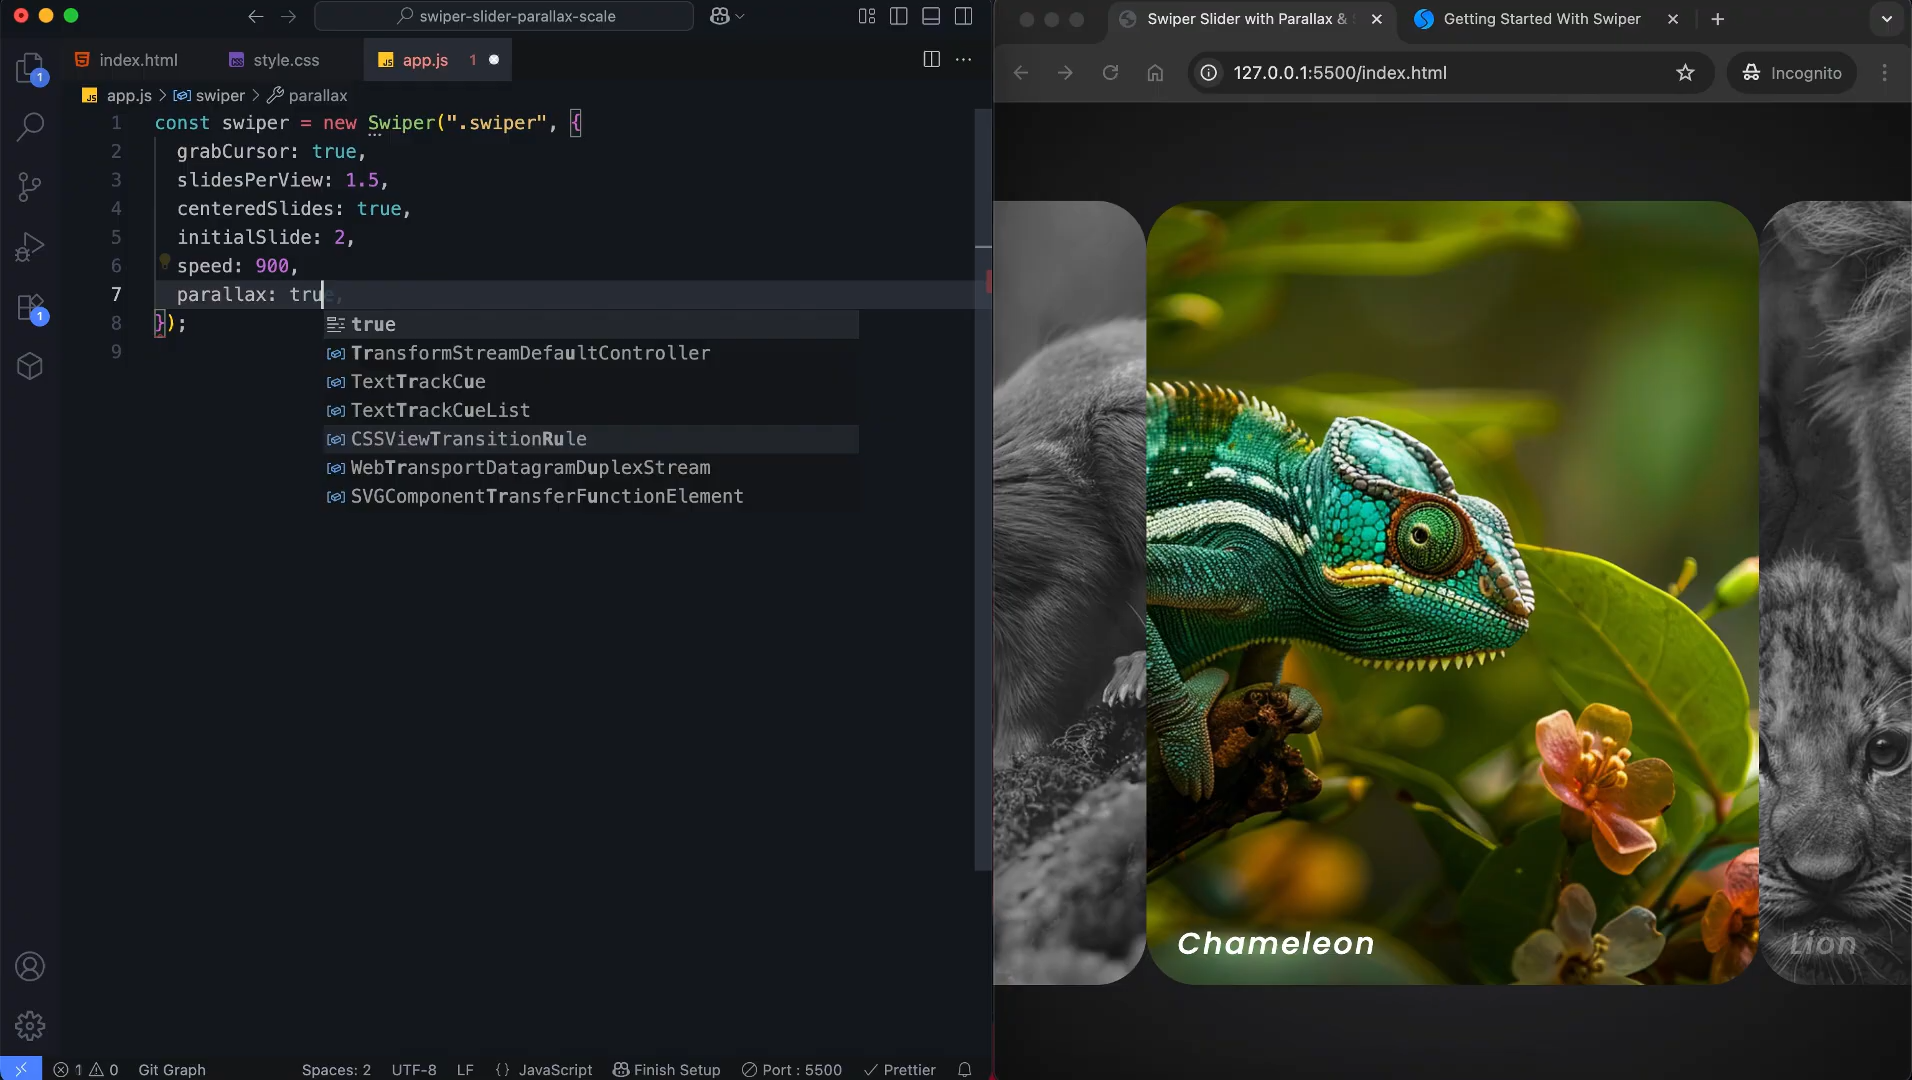 swiper-slider-parallax-scale
index.html
style.css
app.js 1
app.js > swiper > parallax
1 const swiper = new Swiper(".swiper", {
2 grabCursor: true,
3 slidesPerView: 1.5,
4 centeredSlides: true,
5 initialSlide: 2,
6 speed: 900,
7 parallax: true,
8 });
9
true
TransformStreamDefaultController
TextTrackCue
TextTrackCueList
CSSViewTransitionRule
WebTransportDatagramDuplexStream
SVGComponentTransferFunctionElement
1
1
1 0 Git Graph Spaces: 2 UTF-8 LF {} JavaScript Finish Setup Port : 5500 Prettier
Swiper Slider with Parallax &
Getting Started With Swiper
127.0.0.1:5500/index.html
Incognito
Chameleon
Lion